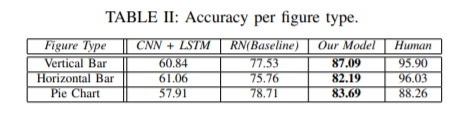 TABLE II: Accuracy per figure type.
Figure Type CNN + LSTM RN(Baseline) Our Model Human
Vertical Bar 60.84 77.53 87.09 95.90
Horizontal Bar 61.06 75.76 82.19 96.03
Pie Chart 57.91 78.71 83.69 88.26